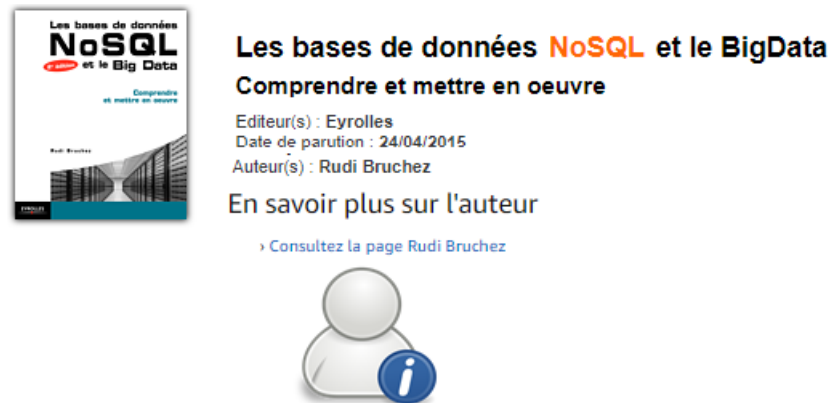 Les bases de données
NoSQL
2e édition et le Big Data
Comprendre
et mettre en oeuvre
Rudi Bruchez
EYROLLES
Les bases de données NoSQL et le BigData
Comprendre et mettre en oeuvre
Editeur(s) : Eyrolles
Date de parution : 24/04/2015
Auteur(s) : Rudi Bruchez
En savoir plus sur l'auteur
› Consultez la page Rudi Bruchez
i